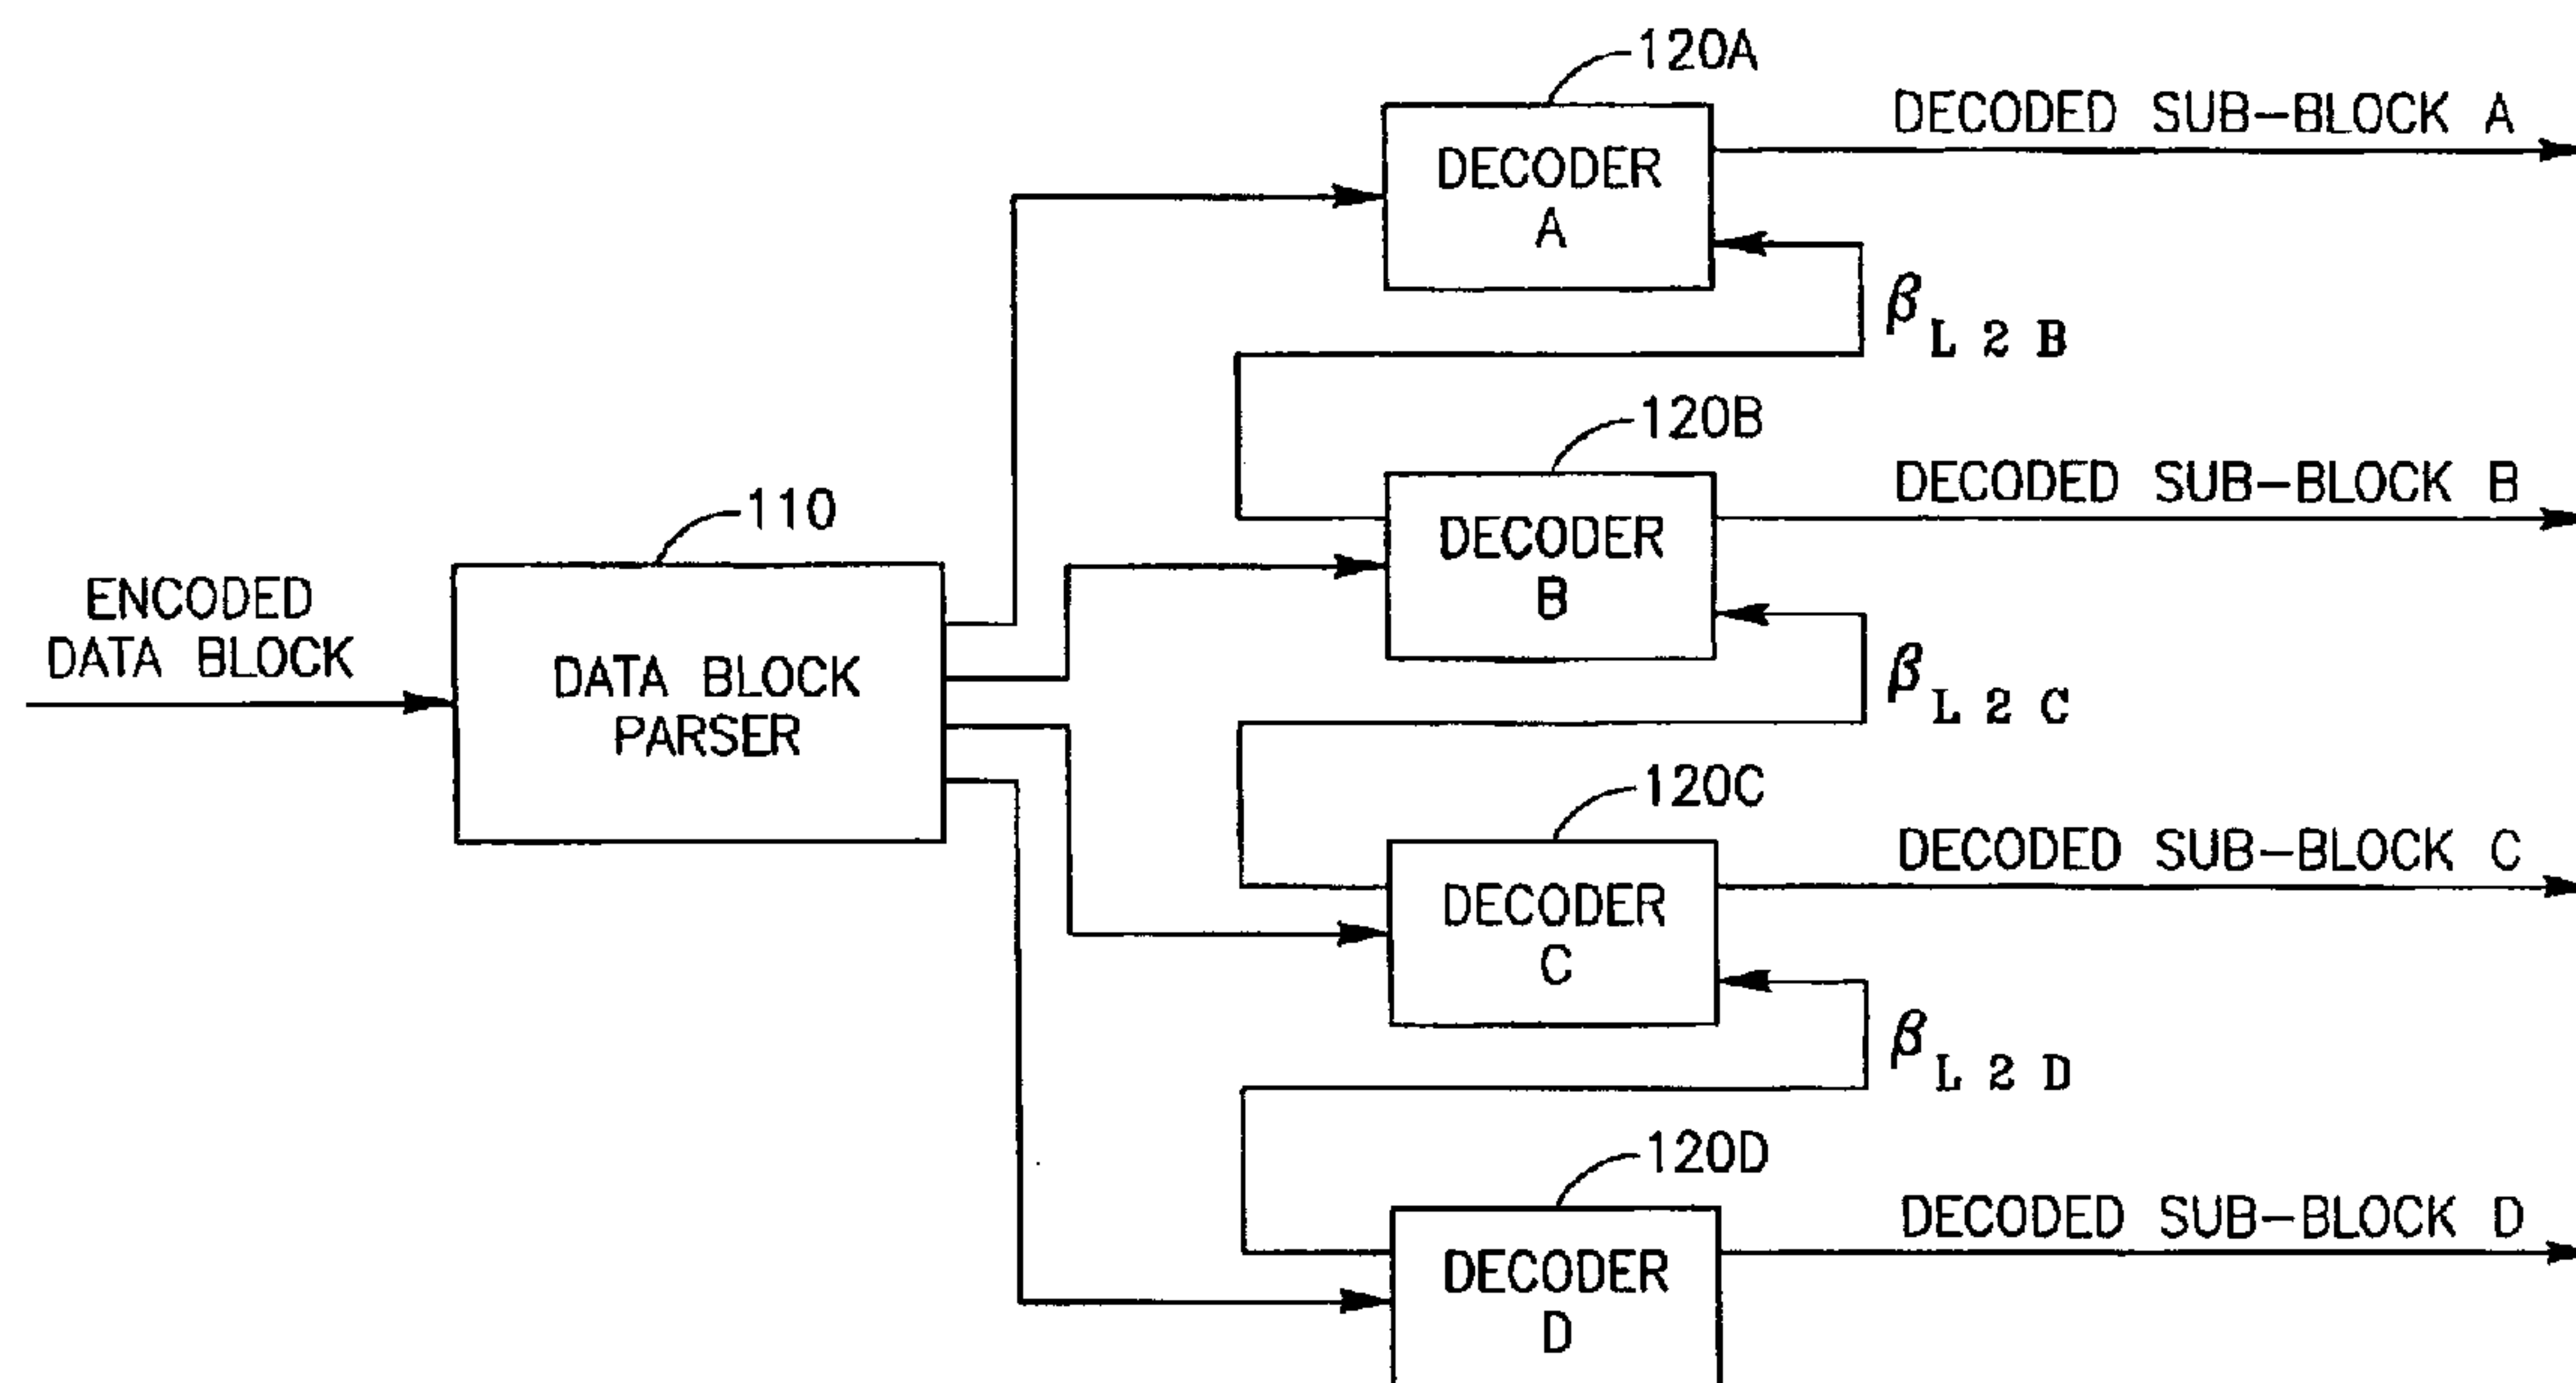 120A
DECODED SUB-BLOCK A
DECODER
A
β L 2 B
120B
DECODED SUB-BLOCK B
110
DECODER
B
ENCODED
DATA BLOCK
DATA BLOCK
PARSER
β L 2 C
120C
DECODED SUB-BLOCK C
DECODER
C
β L 2 D
120D
DECODED SUB-BLOCK D
DECODER
D